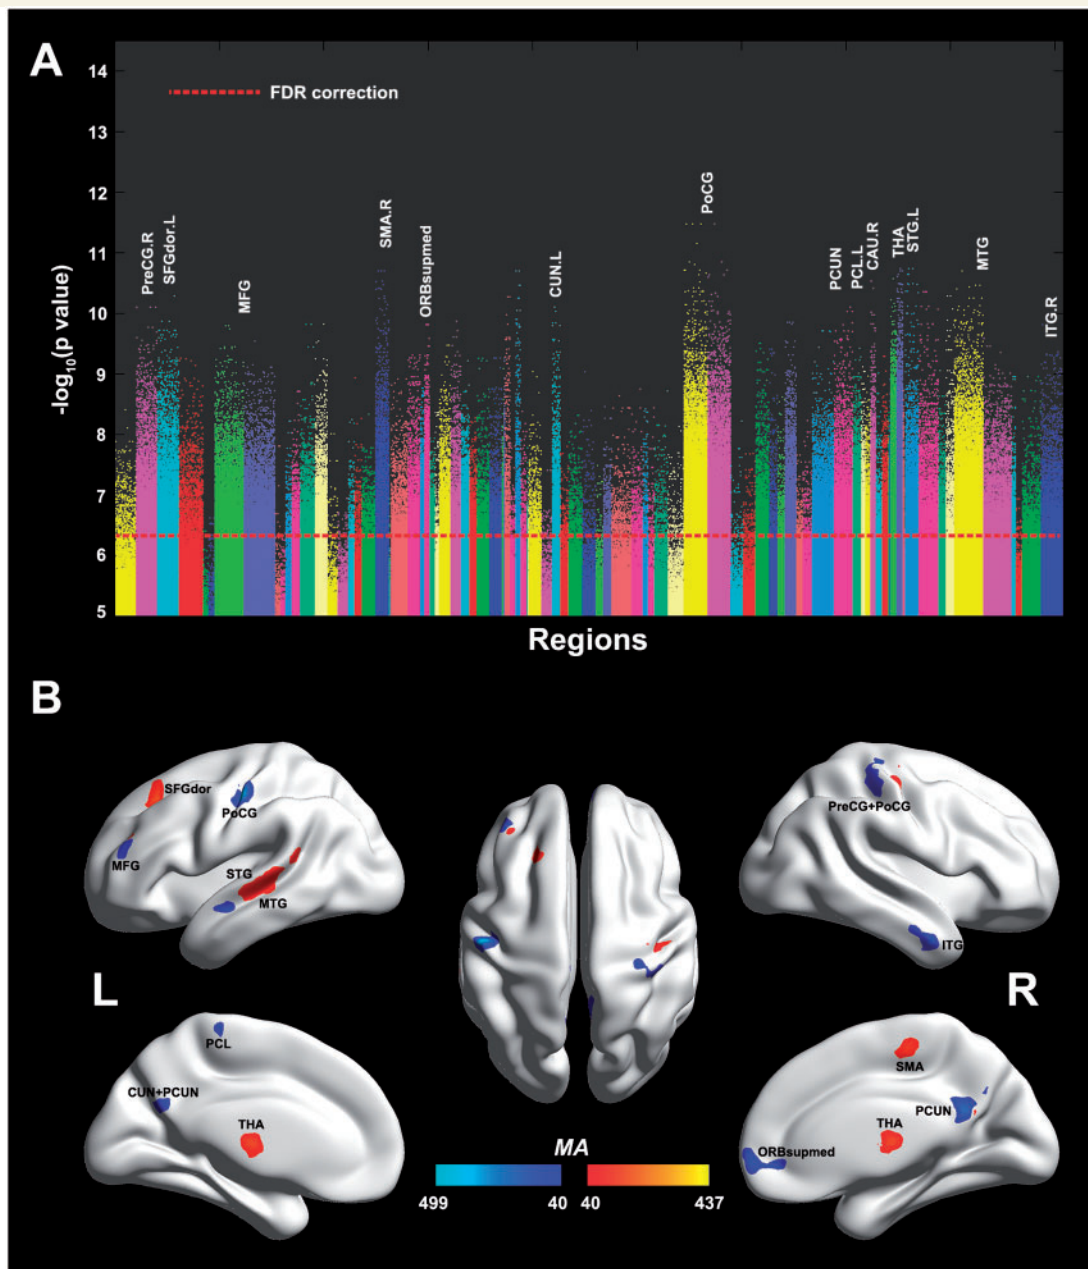 A
14
13
12
11
10
9
8
7
6
5
-log10(p value)
FDR correction
PreCG.R
SFGdor.L
MFG
SMA.R
ORBsupmed
CUN.L
PoCG
PCUN
PCL.L
CAU.R
THA
STG.L
MTG
ITG.R
Regions
B
SFGdor
PoCG
MFG
STG
MTG
PreCG+PoCG
ITG
L
R
PCL
CUN+PCUN
THA
SMA
PCUN
THA
ORBsupmed
MA
499 40 40 437